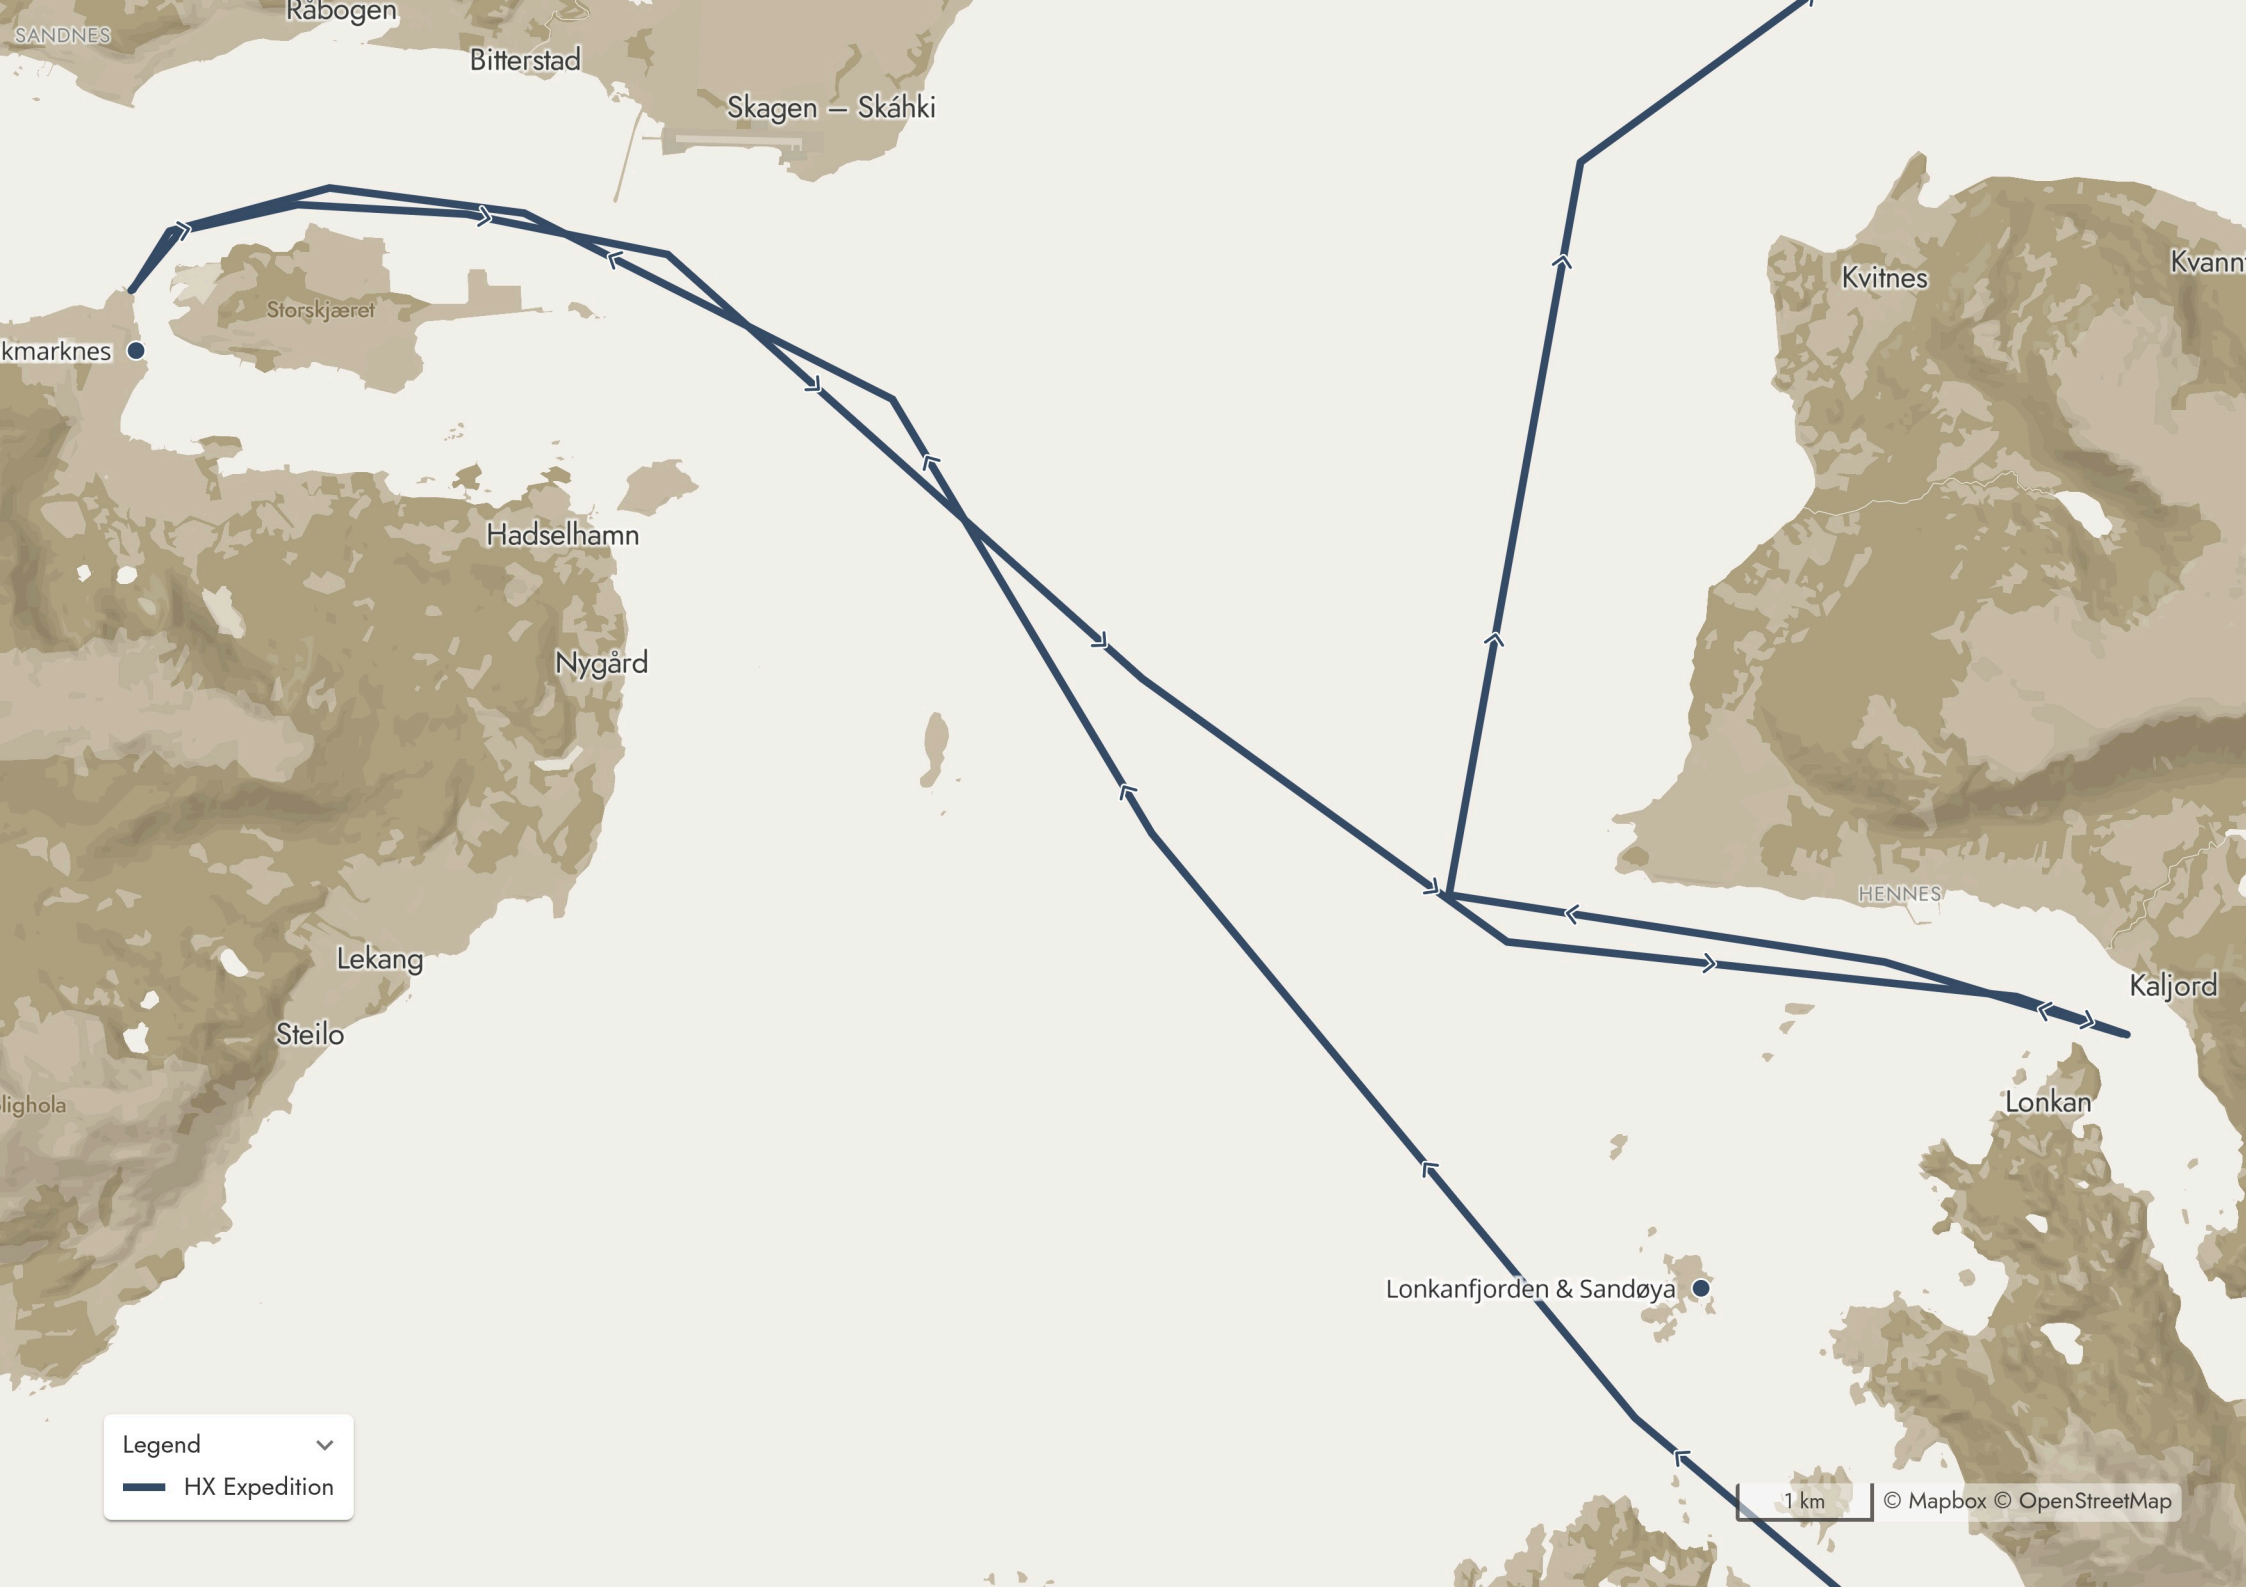 Råbogen
SANDNES
Bitterstad
Skagen – Skáhki
Kvann
Kvitnes
Storskjæret
kmarknes
Hadselhamn
Nygård
HENNES
Lekang
Kaljord
Steilo
lighola
Lonkan
Lonkanfjorden & Sandøya
Legend
HX Expedition
1 km
© Mapbox © OpenStreetMap